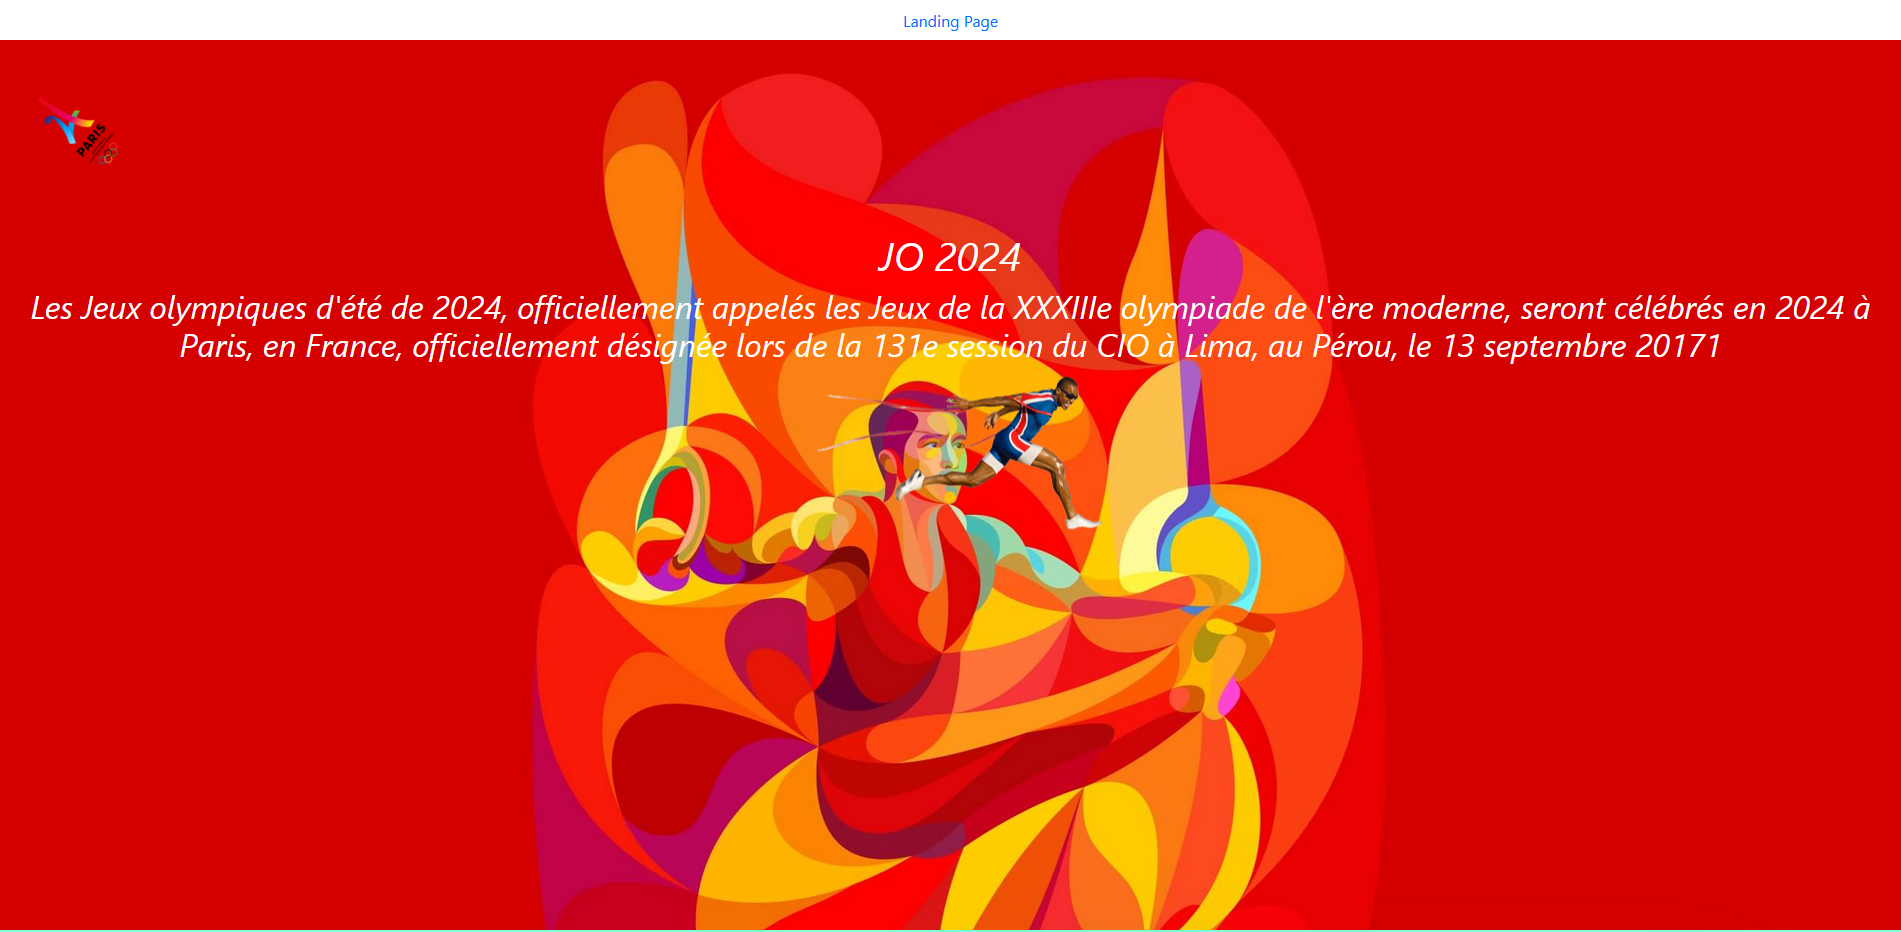 Landing Page
PARIS
JO 2024
Les Jeux olympiques d'été de 2024, officiellement appelés les Jeux de la XXXIIIe olympiade de l'ère moderne, seront célébrés en 2024 à
Paris, en France, officiellement désignée lors de la 131e session du CIO à Lima, au Pérou, le 13 septembre 20171